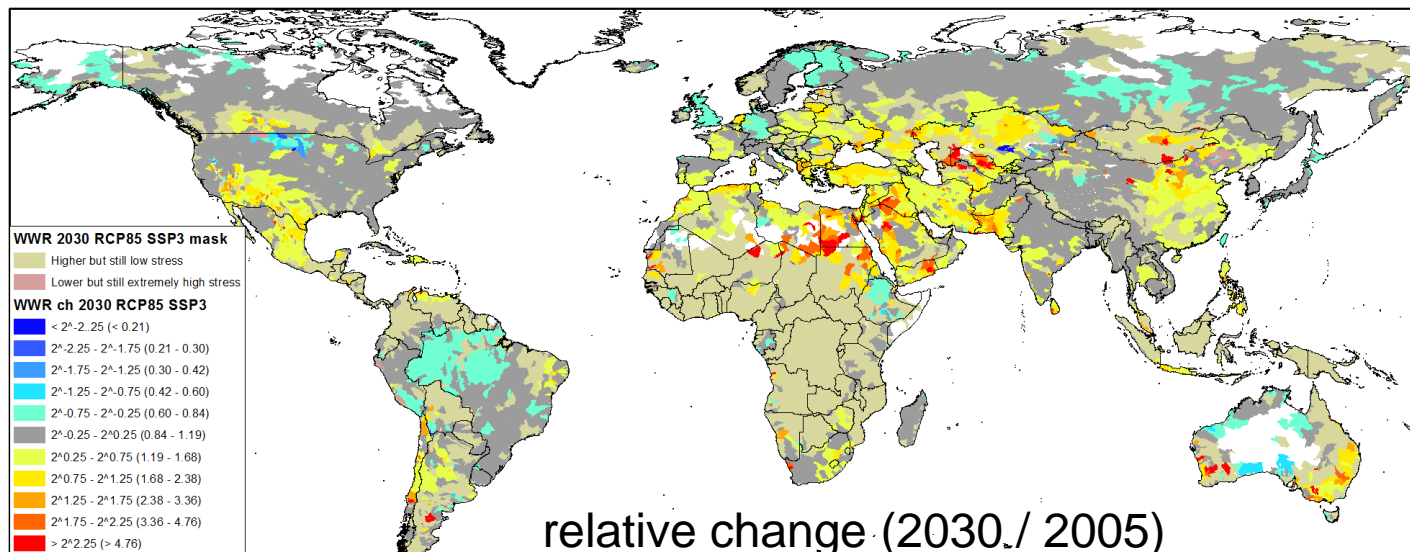 WWR 2030 RCP85 SSP3 mask
Higher but still low stress
Lower but still extremely high stress
WWR ch 2030 RCP85 SSP3
< 2^-2.25 (< 0.21)
2^-2.25 - 2^-1.75 (0.21 - 0.30)
2^-1.75 - 2^-1.25 (0.30 - 0.42)
2^-1.25 - 2^-0.75 (0.42 - 0.60)
2^-0.75 - 2^-0.25 (0.60 - 0.84)
2^-0.25 - 2^0.25 (0.84 - 1.19)
2^0.25 - 2^0.75 (1.19 - 1.68)
2^0.75 - 2^1.25 (1.68 - 2.38)
2^1.25 - 2^1.75 (2.38 - 3.36)
2^1.75 - 2^2.25 (3.36 - 4.76)
> 2^2.25 (> 4.76)
relative change (2030 / 2005)